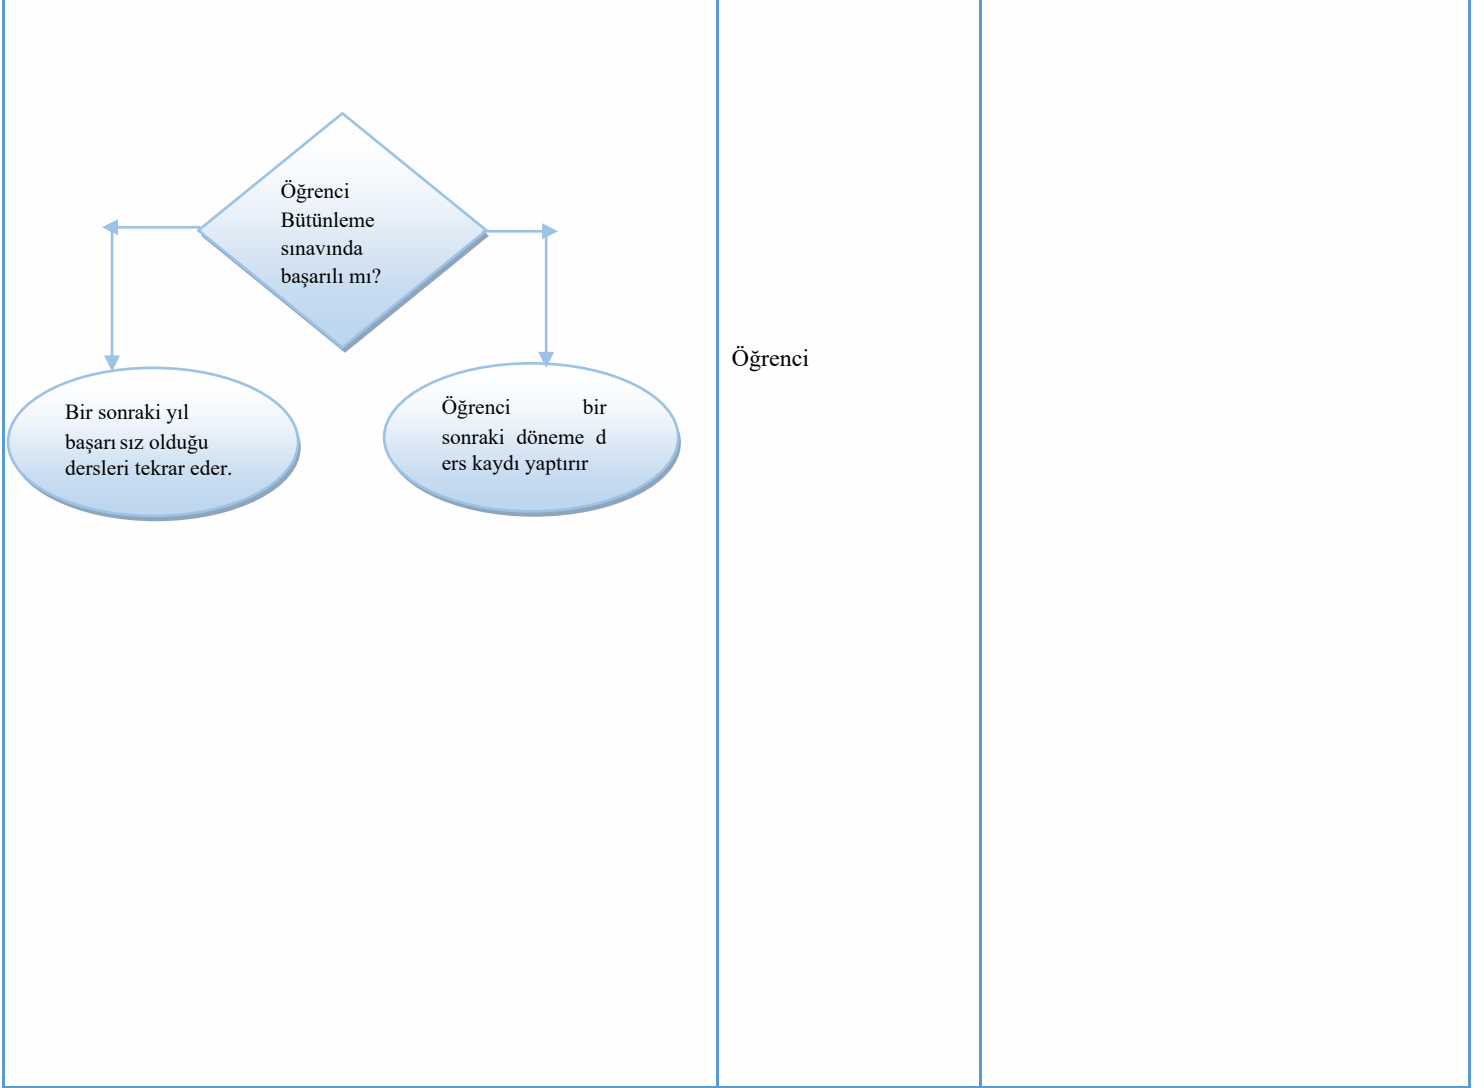 Öğrenci
Bütünleme
sınavında
başarılı mı?
Öğrenci
Bir sonraki yıl
başarı sız olduğu
dersleri tekrar eder.
Öğrenci bir
sonraki döneme d
ers kaydı yaptırır